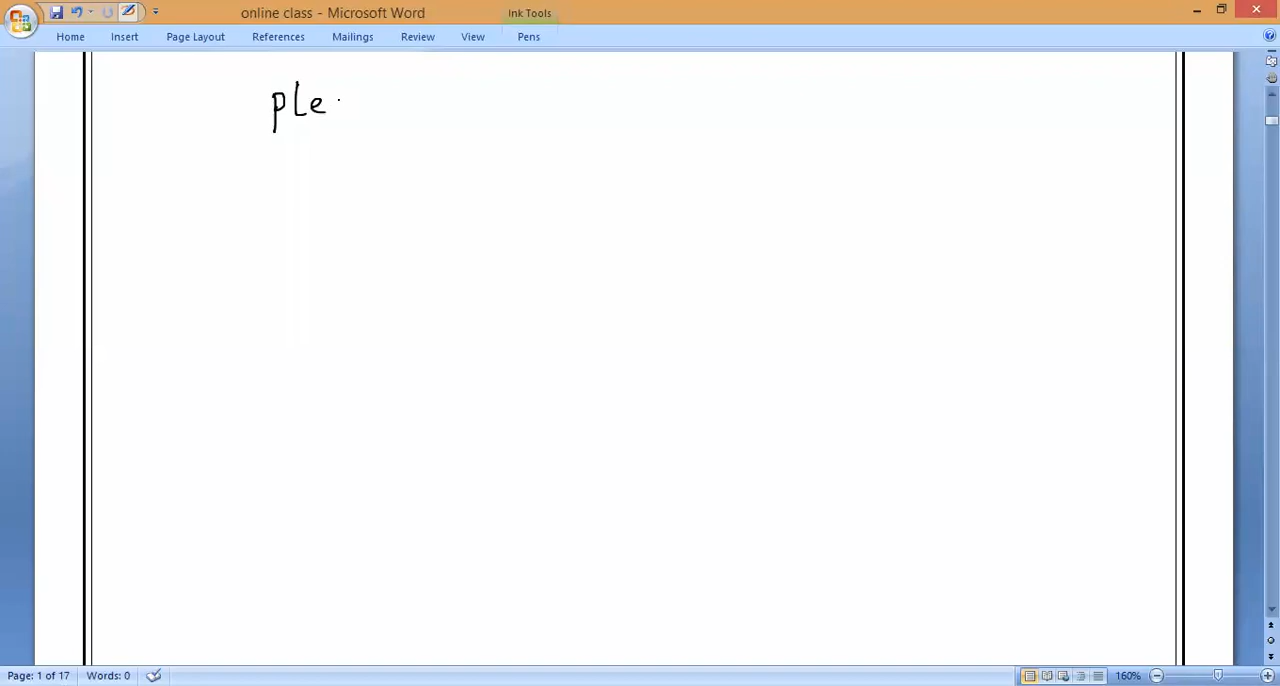 online class - Microsoft Word
Ink Tools
Home Insert Page Layout References Mailings Review View Pens
ple
Page: 1 of 17 Words: 0 160%